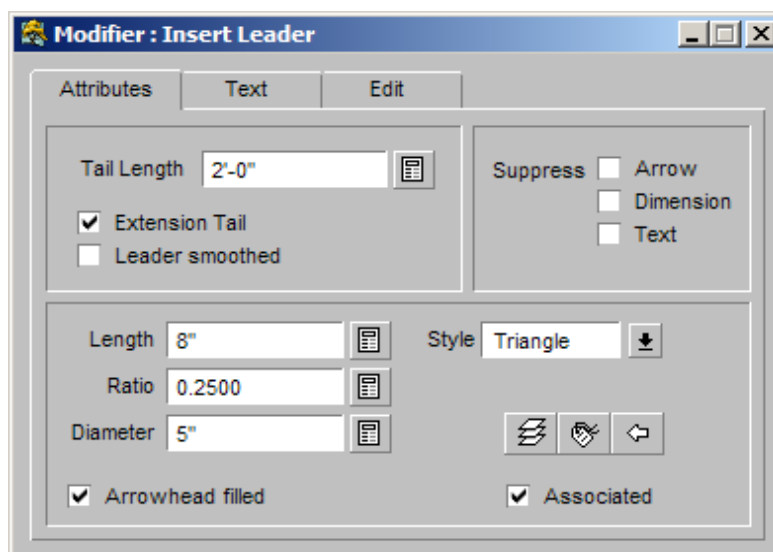 Modifier : Insert Leader
Attributes Text Edit
Tail Length 2'-0"
Extension Tail
Leader smoothed
Suppress Arrow
Dimension
Text
Length 8"
Style Triangle
Ratio 0.2500
Diameter 5"
Arrowhead filled
Associated